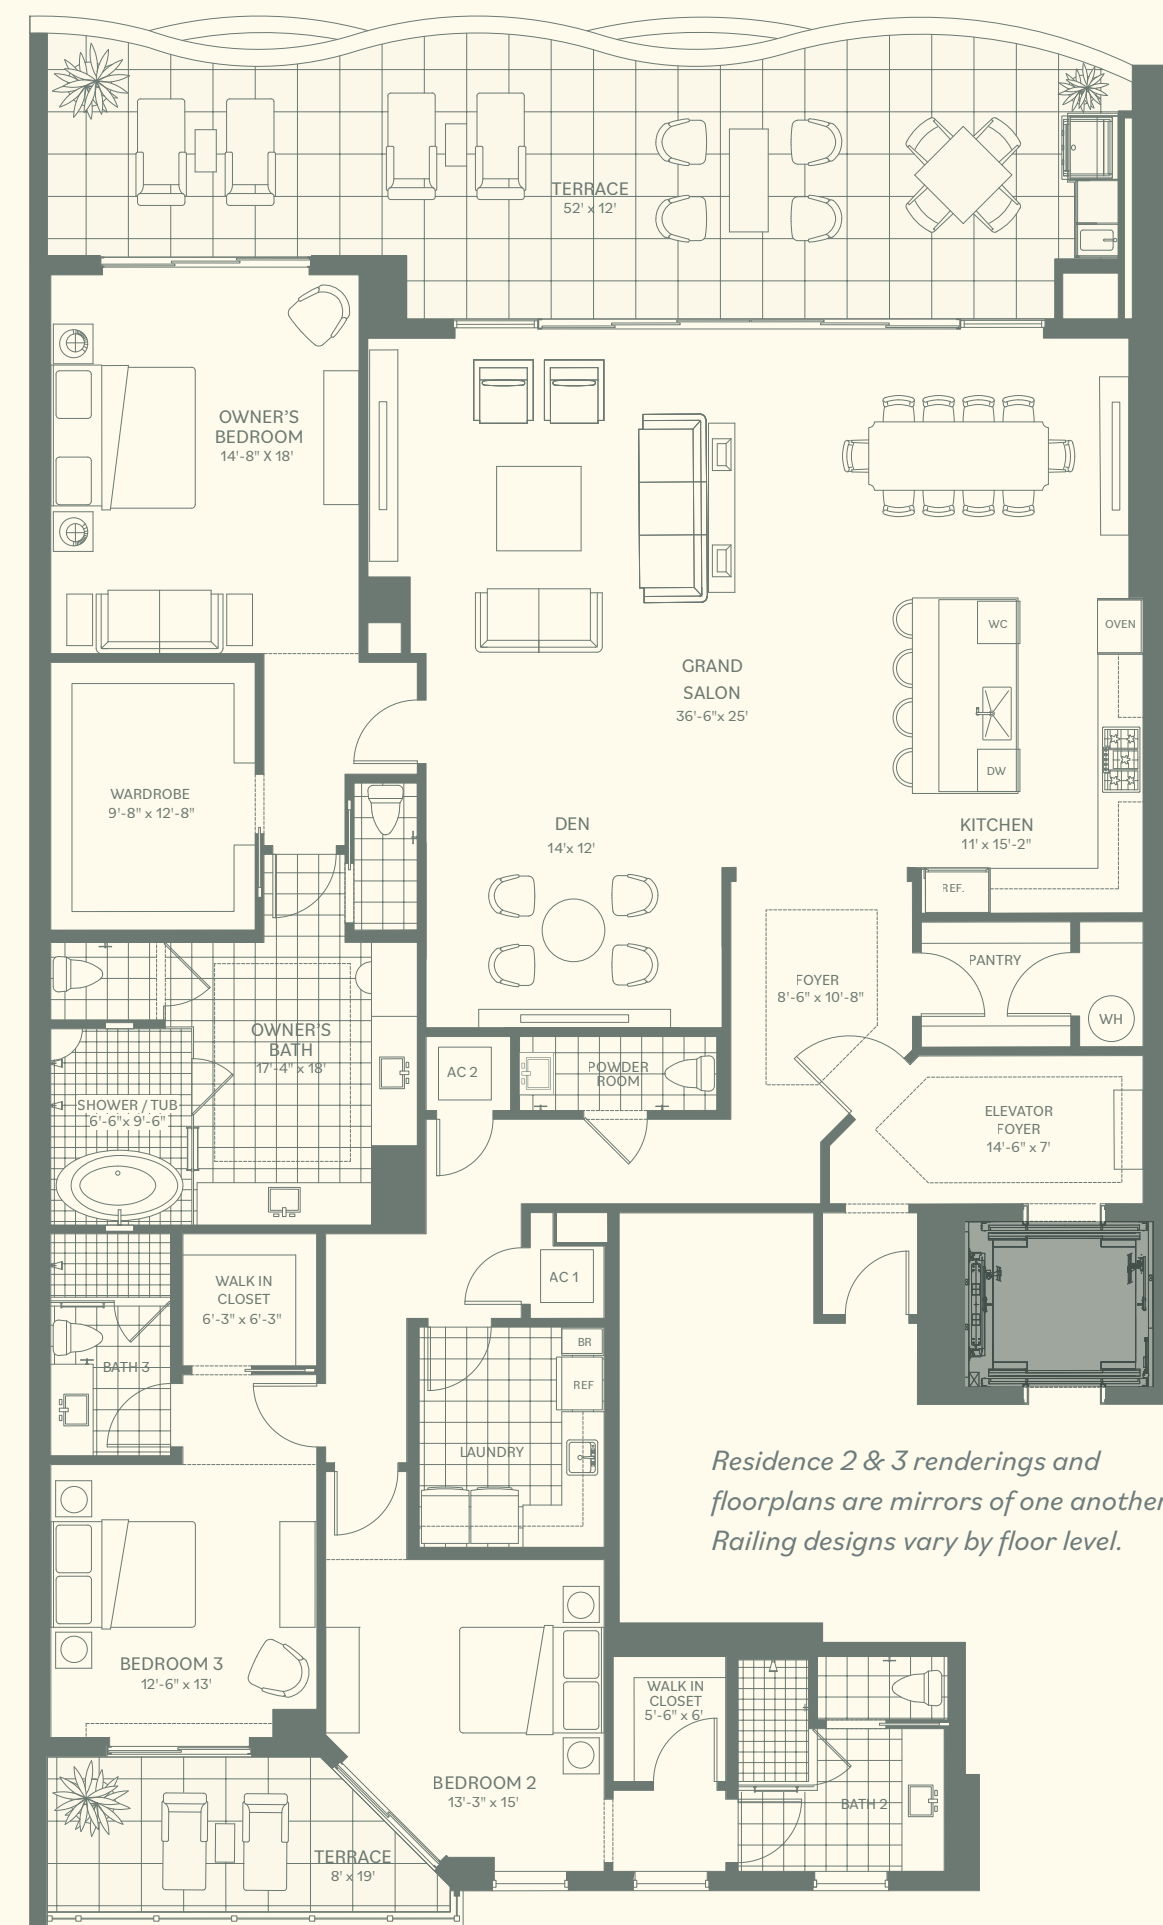 TERRACE
52' x 12'
OWNER'S
BEDROOM
14'-8" X 18'
WC
OVEN
GRAND
SALON
36'-6"x 25'
DW
WARDROBE
9'-8" x 12'-8"
DEN
14'x 12'
KITCHEN
11' x 15'-2"
REF.
PANTRY
FOYER
8'-6" x 10'-8"
WH
OWNER'S
BATH
17'-4" x 18'
AC 2
POWDER
ROOM
SHOWER / TUB
6'-6"x 9'-6"
ELEVATOR
FOYER
14'-6" x 7'
WALK IN
CLOSET
6'-3" x 6'-3"
AC 1
BR
BATH 3
REF
LAUNDRY
Residence 2 & 3 renderings and
floorplans are mirrors of one another
Railing designs vary by floor level.
BEDROOM 3
12'-6" x 13'
WALK IN
CLOSET
5'-6" x 6'
BEDROOM 2
13'-3" x 15'
BATH 2
TERRACE
8' x 19'